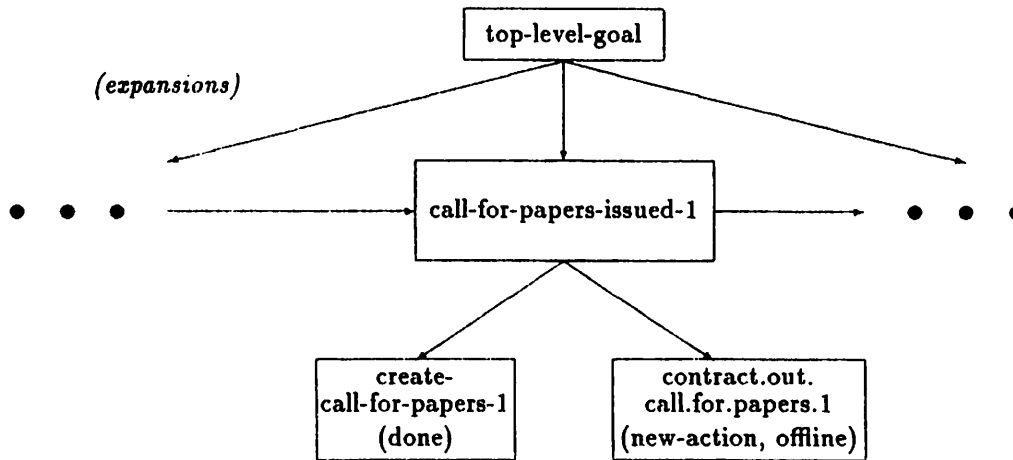 top-level-goal
(expansions)
call-for-papers-issued-1
create-
call-for-papers-1
(done)
contract.out.
call.for.papers.1
(new-action, offline)